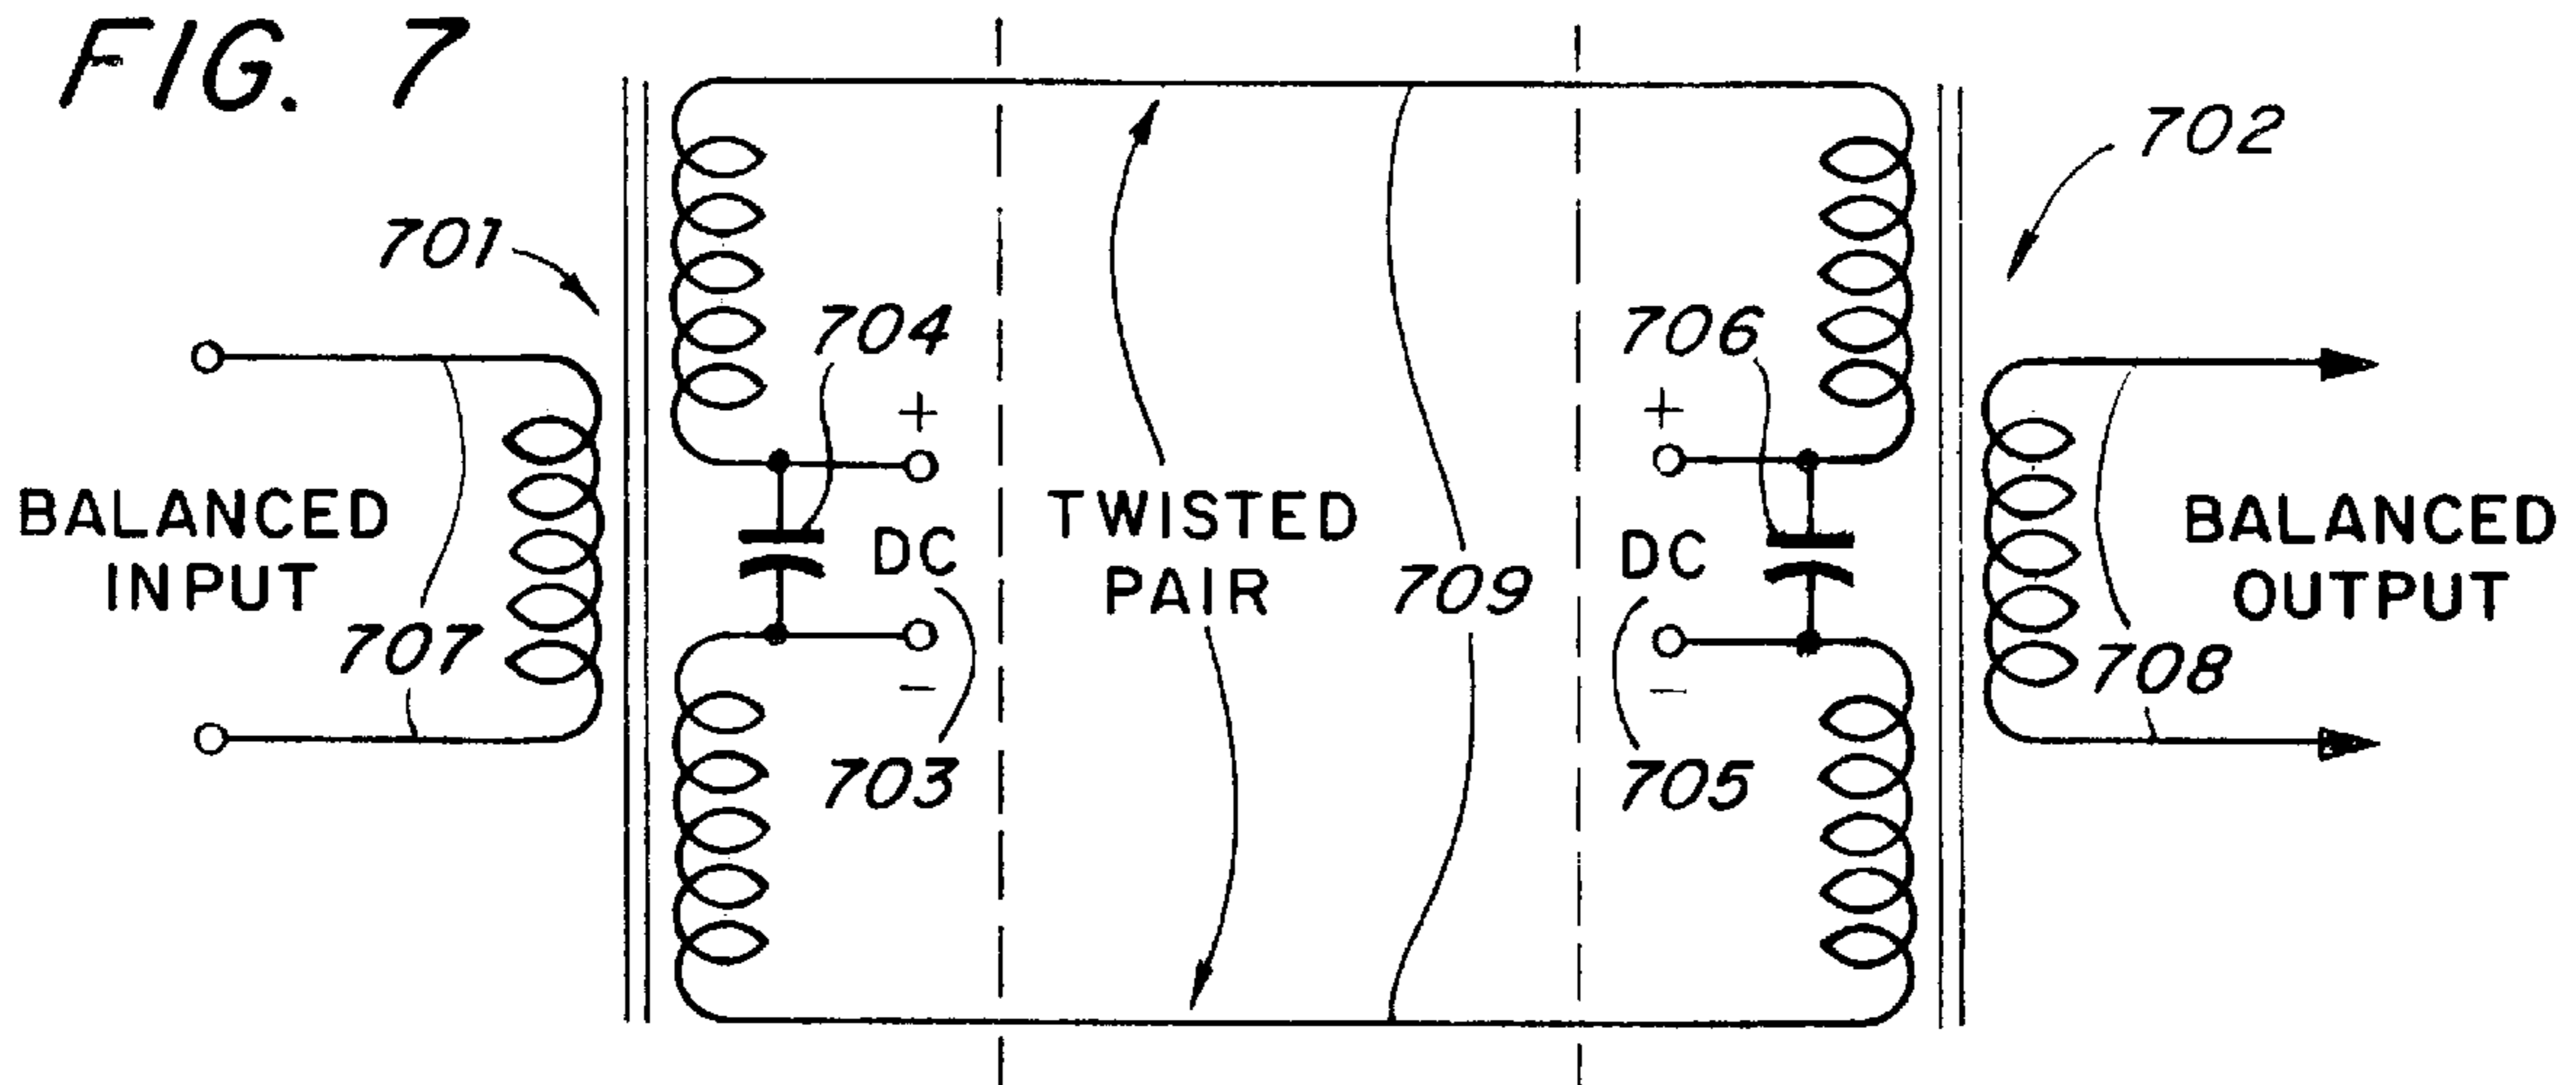 FIG. 7
702
701
704
706
+
+
BALANCED
INPUT
DC
TWISTED
PAIR
709
DC
BALANCED
OUTPUT
707
708
-
-
703
705